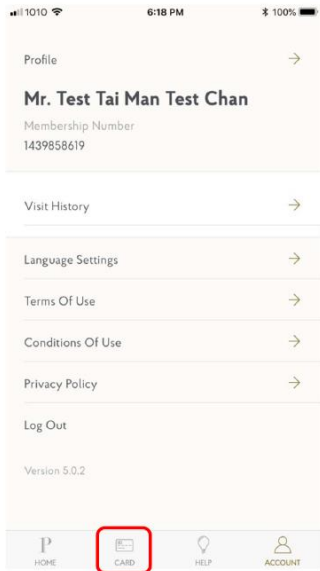 1010 6:18 PM 100%
Profile
Mr. Test Tai Man Test Chan
Membership Number
1439858619
Visit History
Language Settings
Terms Of Use
Conditions Of Use
Privacy Policy
Log Out
Version 5.0.2
P
HOME CARD HELP ACCOUNT